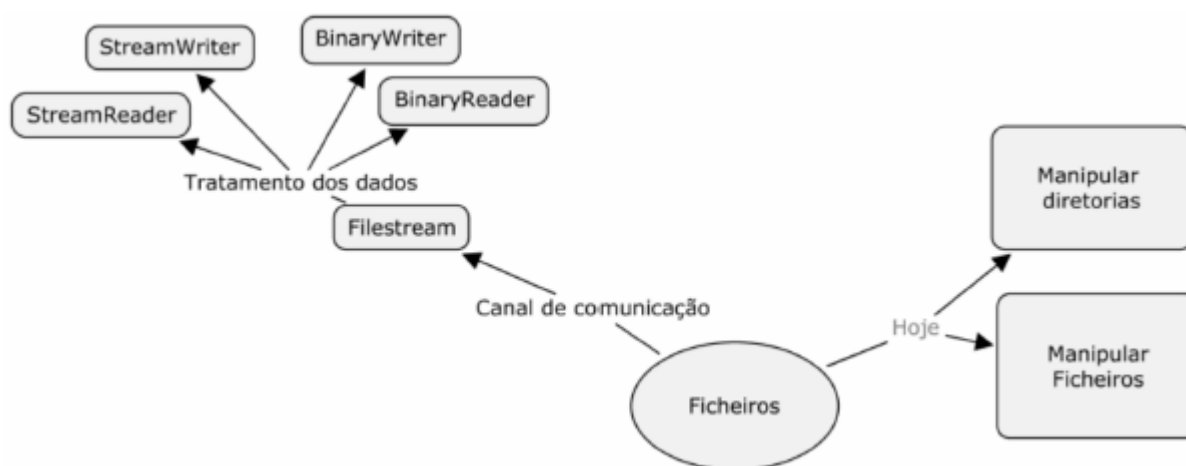 StreamWriter
BinaryWriter
StreamReader
BinaryReader
Tratamento dos dados
Filestream
Canal de comunicação
Ficheiros
Hoje
Manipular
diretorias
Manipular
Ficheiros